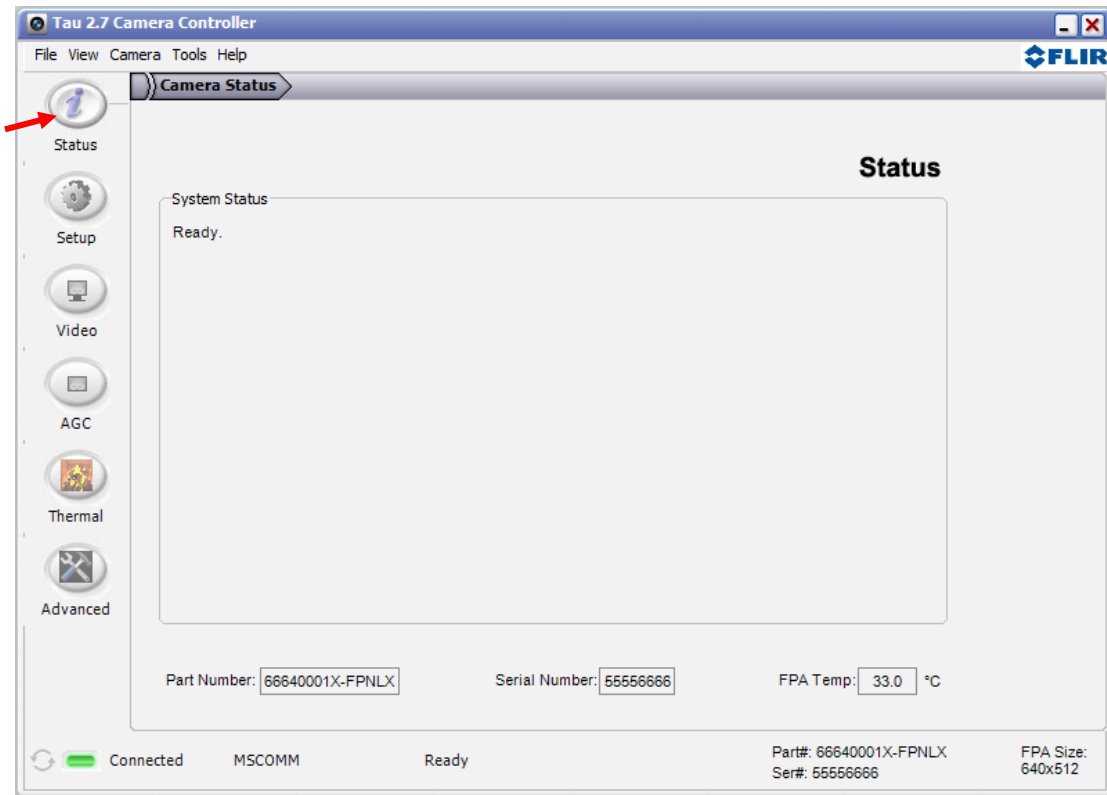 Tau 2.7 Camera Controller
File View Camera Tools Help
FLIR
Camera Status
Status
Setup
Video
AGC
Thermal
Advanced
Status
System Status
Ready.
Part Number: 66640001X-FPNLX
Serial Number: 55556666
FPA Temp: 33.0 °C
Connected
MSCOMM
Ready
Part#: 66640001X-FPNLX
Ser#: 55556666
FPA Size:
640x512